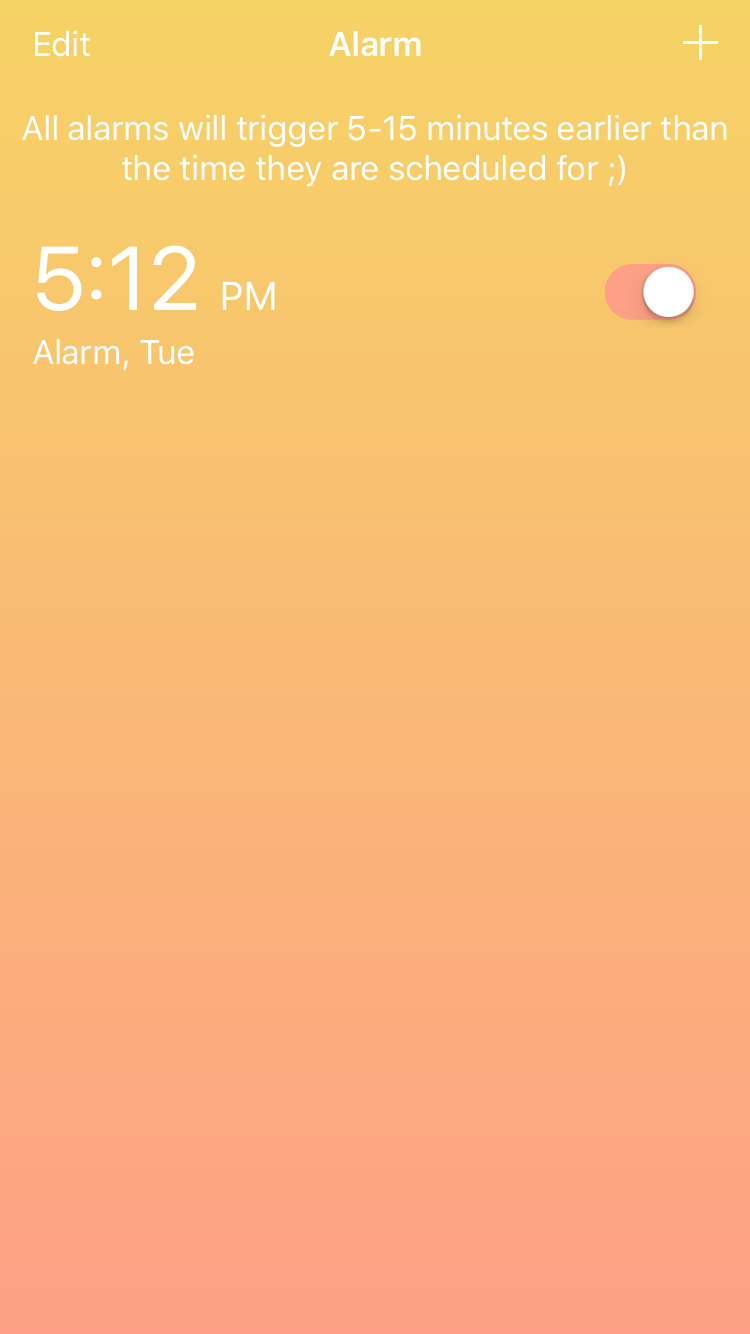 Edit
Alarm
All alarms will trigger 5-15 minutes earlier than
the time they are scheduled for ;)
5:12 PM
Alarm, Tue